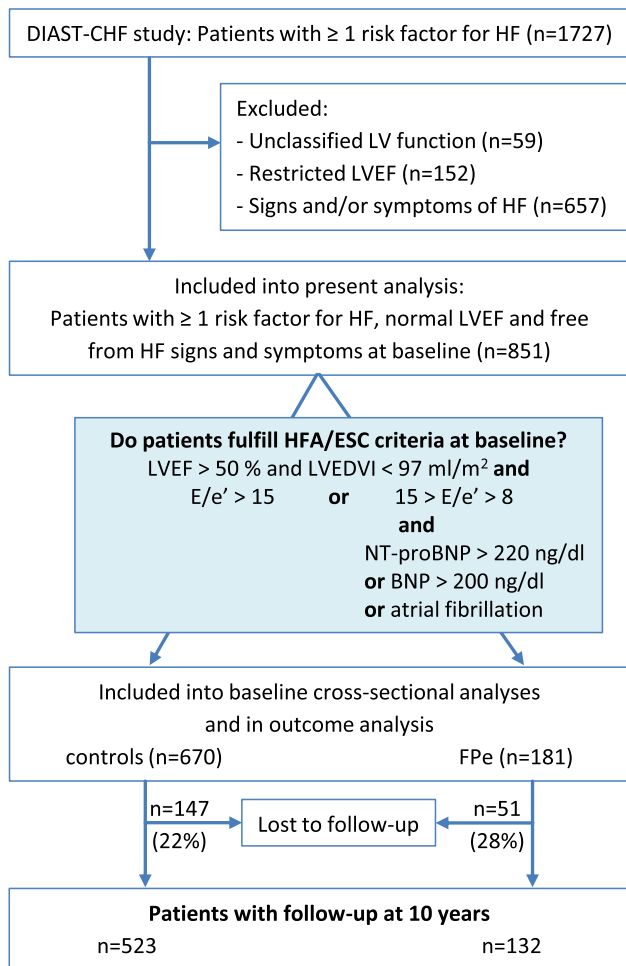 DIAST-CHF study: Patients with ≥ 1 risk factor for HF (n=1727)
Excluded:
- Unclassified LV function (n=59)
- Restricted LVEF (n=152)
- Signs and/or symptoms of HF (n=657)
Included into present analysis:
Patients with ≥ 1 risk factor for HF, normal LVEF and free
from HF signs and symptoms at baseline (n=851)
Do patients fulfill HFA/ESC criteria at baseline?
LVEF > 50 % and LVEDVI < 97 ml/m² and
E/e’ > 15 or 15 > E/e’ > 8
and
NT-proBNP > 220 ng/dl
or BNP > 200 ng/dl
or atrial fibrillation
Included into baseline cross-sectional analyses
and in outcome analysis
controls (n=670) FPe (n=181)
n=147 Lost to follow-up n=51
(22%) (28%)
Patients with follow-up at 10 years
n=523 n=132